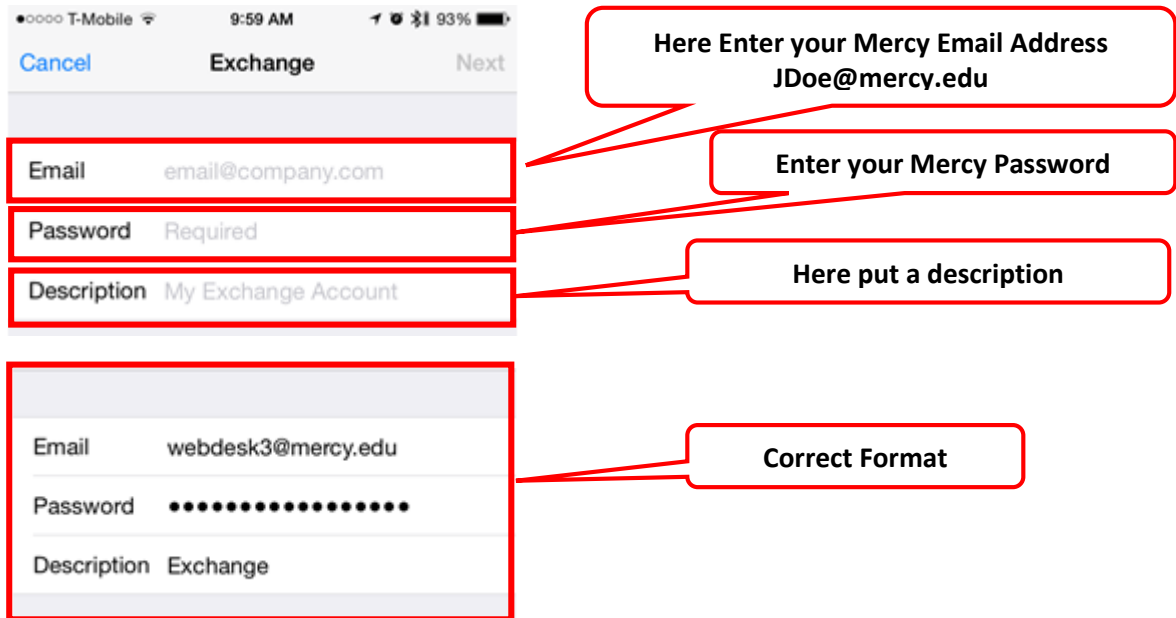 T-Mobile 9:59 AM 93%
Cancel Exchange Next
Here Enter your Mercy Email Address
JDoe@mercy.edu
Email email@company.com
Enter your Mercy Password
Password Required
Here put a description
Description My Exchange Account
Email webdesk3@mercy.edu
Correct Format
Password •••••••••••••••••
Description Exchange